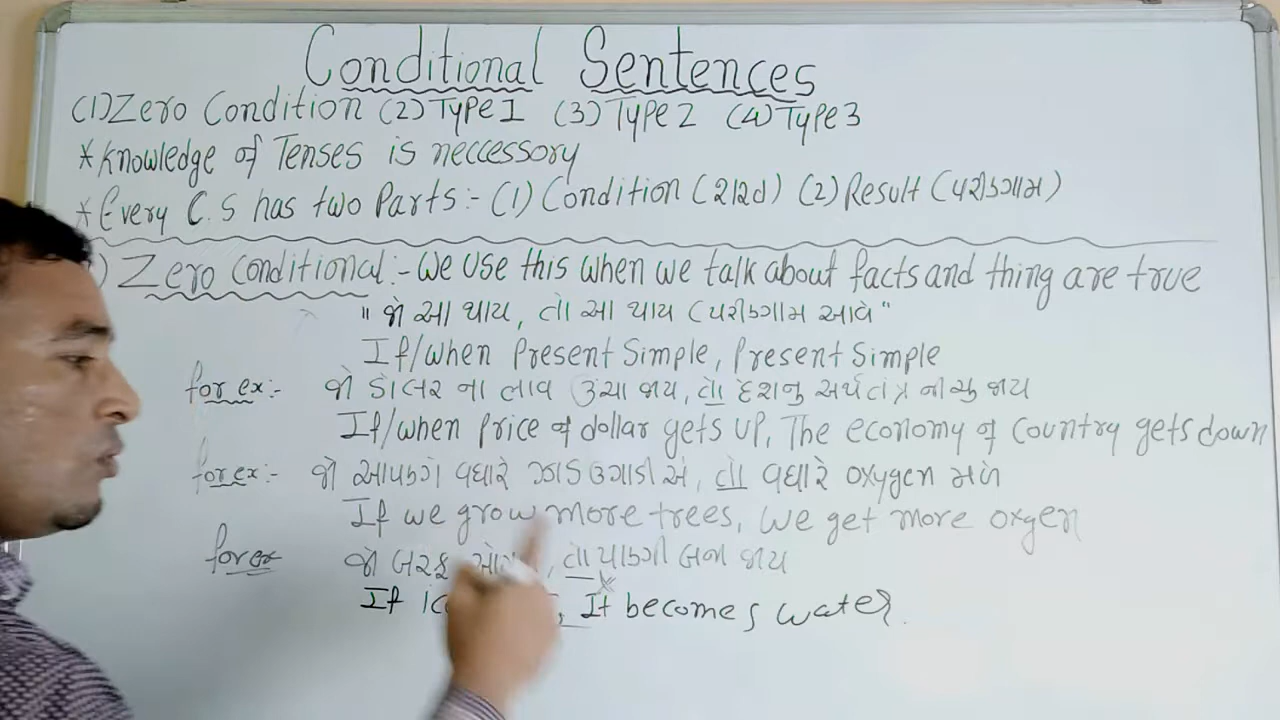 Conditional Sentences
(1) Zero Condition (2) Type 1 (3) Type 2 (4) Type 3
*Knowledge of Tenses is neccessory
*Every C.S has two Parts:- (1) Condition (શરત) (2) Result (પરીણામ)
) Zero Conditional:- We use this when we talk about facts and thing are true
"જો આ થાય, તો આ થાય (પરીણામ આવે"
If/when Present Simple, Present Simple
for ex:- જો ડોલર ના ભાવ ઉંચા જાય, તો દેશનુ અર્થતંત્ર નીચુ જાય
If/when Price of dollar gets up, The economy of country gets down
for ex:- જો આપણે વધારે ઝાડ ઉગાડીએ, તો વધારે oxygen મળે
If we grow more trees, We get more oxgen
for ex જો બરફ તો પાણી બની જાય
If , It becomes water.